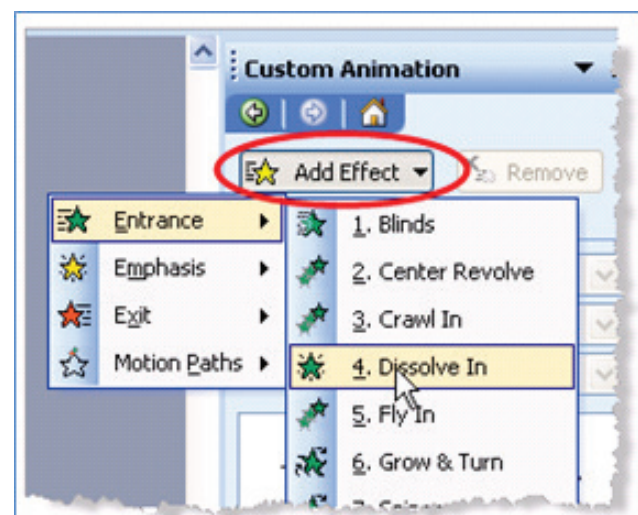 Custom Animation
Add Effect
Remove
Entrance
Emphasis
Exit
Motion Paths
1. Blinds
2. Center Revolve
3. Crawl In
4. Dissolve In
5. Fly In
6. Grow & Turn